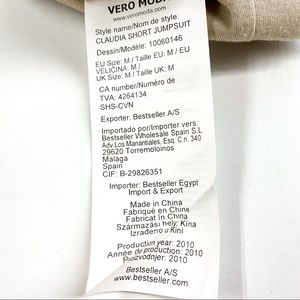 VERO MODA
www.veromoda.com
Style name/Nom de style:
CLAUDIA SHORT JUMPSUIT
Dessin/Modèle: 10060146
EU Size: M / Taille EU: M / EU
VELIČINA: M /
UK Size: M / Taille UK: M
CA number/Numéro de
TVA: 4264134
SHS-CVN
Exporter: Bestseller A/S
Importado por/Importer vers:
Bestseller Wholesale Spain S.L
Adv Los Manantiales, Esq. C.n. 340
29620 Torremolinos
Malaga
Spain
CIF: B-29826351
Importer: Bestseller Egypt
Import & Export
Made in China
Fabriqué en Chine
Fabricat in China
Származási hely: Kína
Izrađeno u Kini
Production year: 2010
Année de production: 2010
Proizvodnjer: 2010
Bestseller A/S
www.bestseller.com